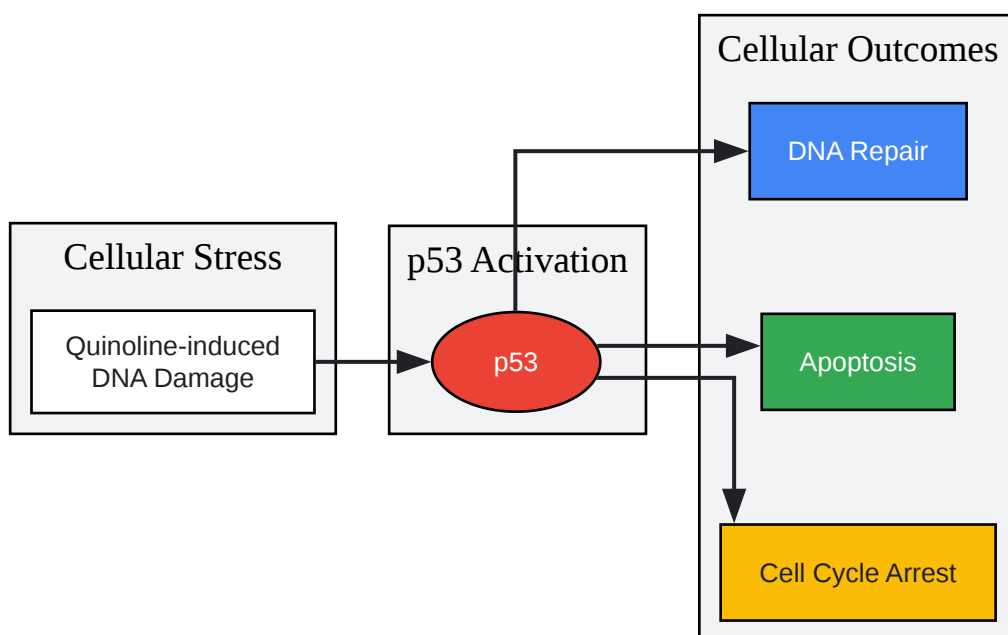 Cellular Stress
Quinoline-induced
DNA Damage
p53 Activation
p53
Cellular Outcomes
DNA Repair
Apoptosis
Cell Cycle Arrest